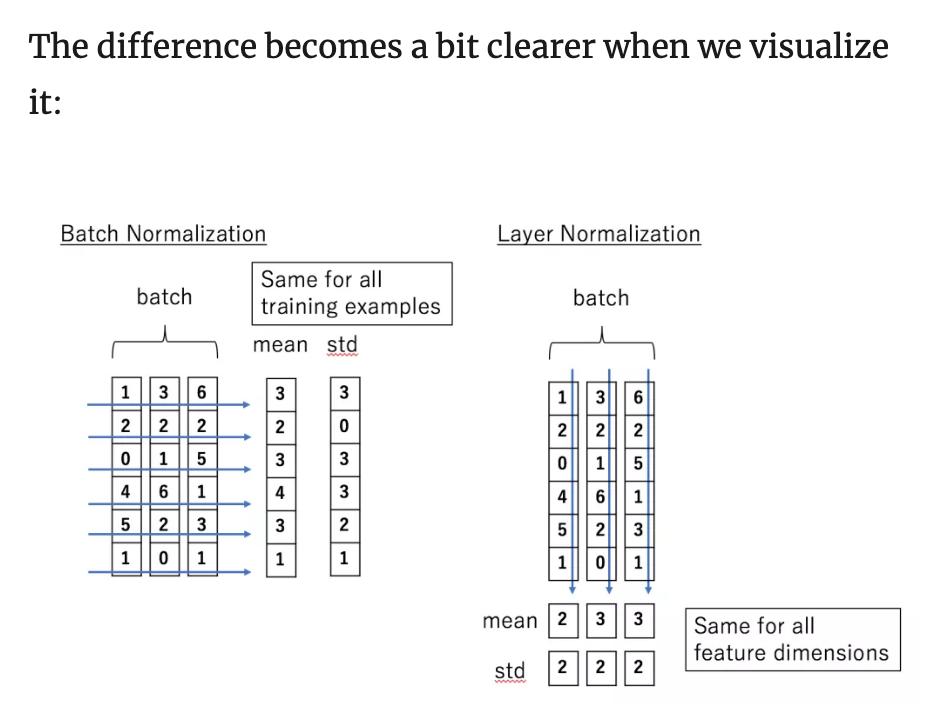 The difference becomes a bit clearer when we visualize
it:
Batch Normalization
Same for all
training examples
batch
mean std
1 3 6 3 3
2 2 2 2 0
0 1 5 3 3
4 6 1 4 3
5 2 3 3 2
1 0 1 1 1
Layer Normalization
batch
1 3 6
2 2 2
0 1 5
4 6 1
5 2 3
1 0 1
mean 2 3 3
std 2 2 2
Same for all
feature dimensions